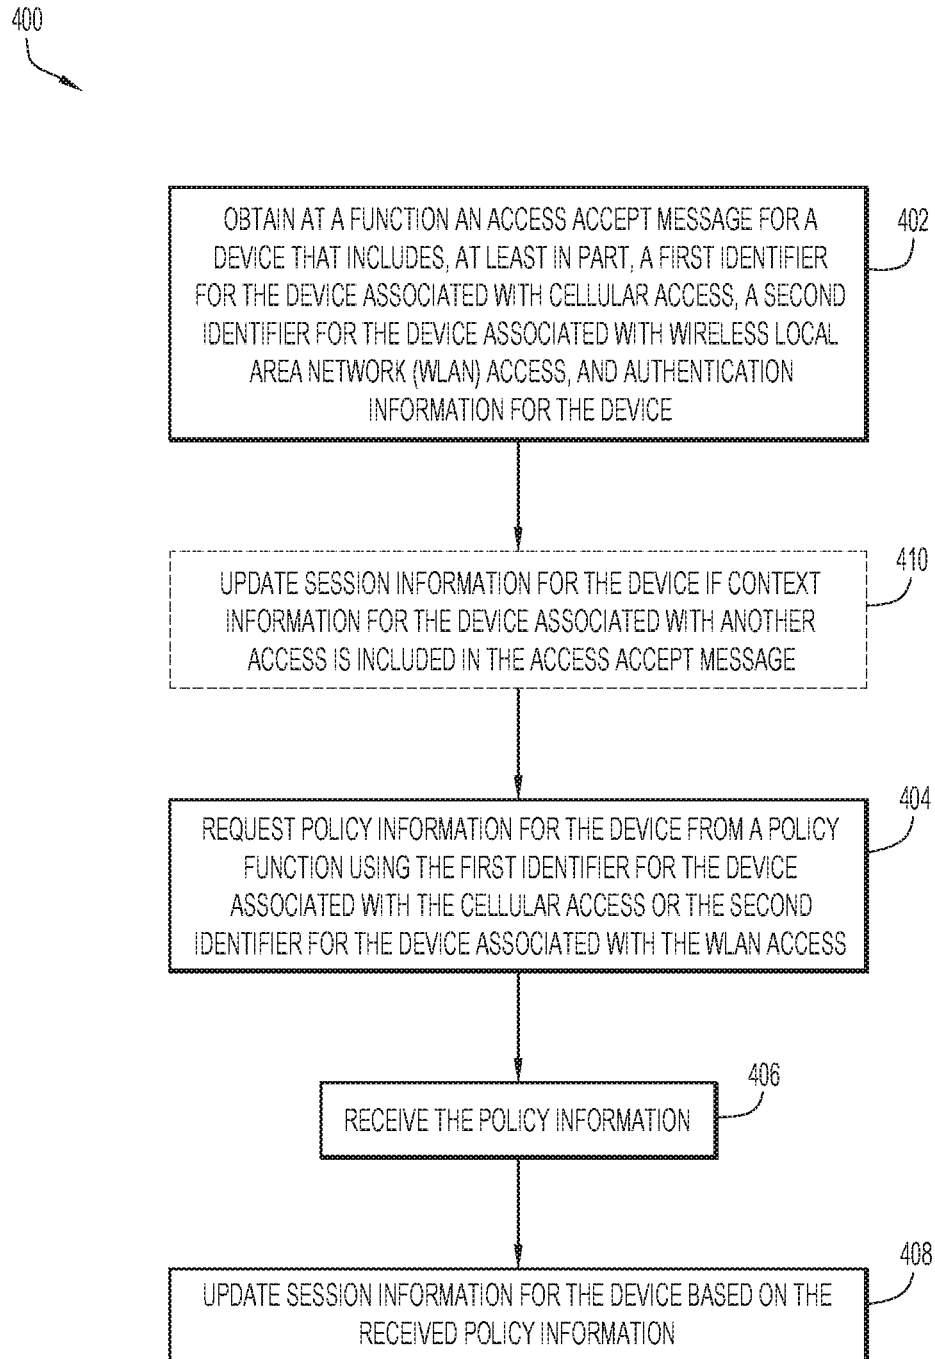 400
OBTAIN AT A FUNCTION AN ACCESS ACCEPT MESSAGE FOR A
DEVICE THAT INCLUDES, AT LEAST IN PART, A FIRST IDENTIFIER
FOR THE DEVICE ASSOCIATED WITH CELLULAR ACCESS, A SECOND
IDENTIFIER FOR THE DEVICE ASSOCIATED WITH WIRELESS LOCAL
AREA NETWORK (WLAN) ACCESS, AND AUTHENTICATION
INFORMATION FOR THE DEVICE
402
UPDATE SESSION INFORMATION FOR THE DEVICE IF CONTEXT
INFORMATION FOR THE DEVICE ASSOCIATED WITH ANOTHER
ACCESS IS INCLUDED IN THE ACCESS ACCEPT MESSAGE
410
REQUEST POLICY INFORMATION FOR THE DEVICE FROM A POLICY
FUNCTION USING THE FIRST IDENTIFIER FOR THE DEVICE
ASSOCIATED WITH THE CELLULAR ACCESS OR THE SECOND
IDENTIFIER FOR THE DEVICE ASSOCIATED WITH THE WLAN ACCESS
404
RECEIVE THE POLICY INFORMATION
406
UPDATE SESSION INFORMATION FOR THE DEVICE BASED ON THE
RECEIVED POLICY INFORMATION
408